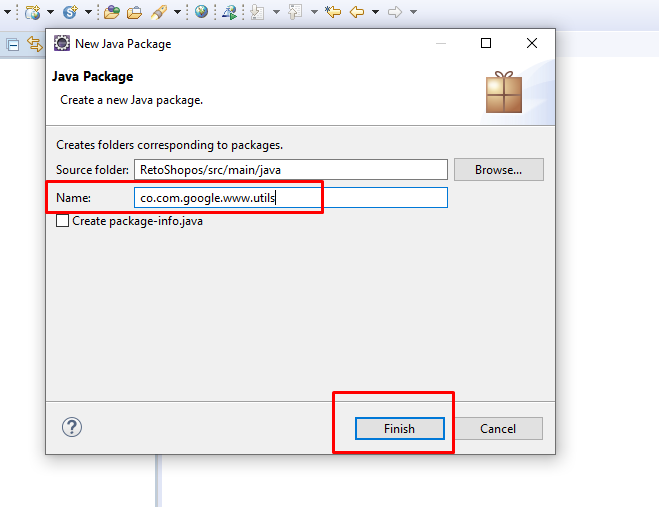 New Java Package
Java Package
Create a new Java package.
Creates folders corresponding to packages.
Source folder: RetoShopos/src/main/java Browse...
Name: co.com.google.www.utils
Create package-info.java
Finish Cancel